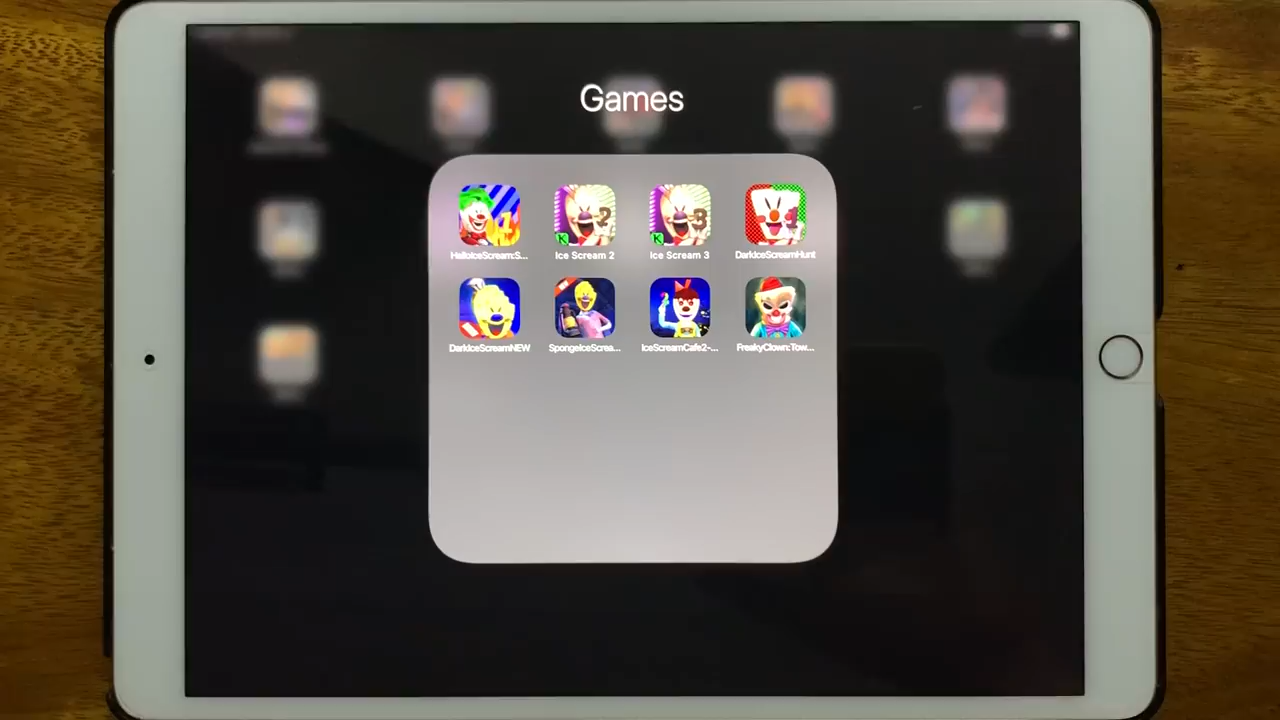 Games
HelloIceScream:S...
Ice Scream 2
Ice Scream 3
DarkIceScreamHunt
DarkIceScreamNEW
SpongeIceScrea...
IceScreamCafe2-...
FreakyClown:Tow...